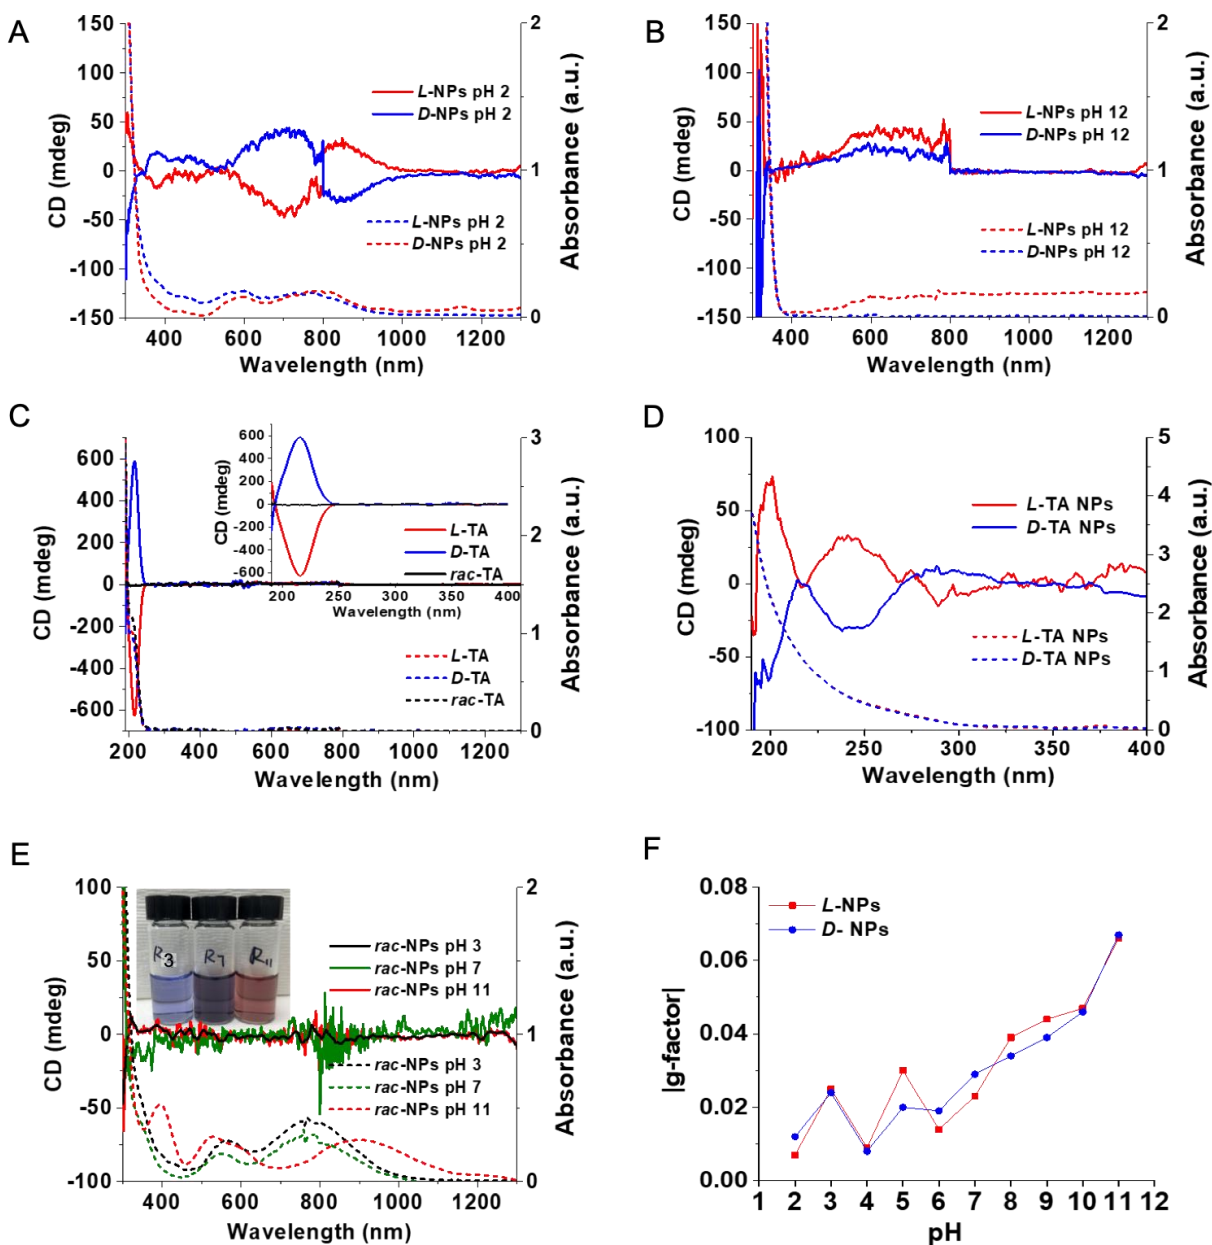 A
150
100
50
0
-50
-100
-150
CD (mdeg)
L-NPs pH 2
D-NPs pH 2
L-NPs pH 2
D-NPs pH 2
2
1
0
Absorbance (a.u.)
400 600 800 1000 1200
Wavelength (nm)
B
150
100
50
0
-50
-100
-150
CD (mdeg)
L-NPs pH 12
D-NPs pH 12
L-NPs pH 12
D-NPs pH 12
2
1
0
Absorbance (a.u.)
400 600 800 1000 1200
Wavelength (nm)
C
600
400
200
0
-200
-400
-600
CD (mdeg)
600
400
200
0
-200
-400
-600
CD (mdeg)
200 250 300 350 400
Wavelength (nm)
L-TA
D-TA
rac-TA
L-TA
D-TA
rac-TA
3
2
1
0
Absorbance (a.u.)
200 400 600 800 1000 1200
Wavelength (nm)
D
100
50
0
-50
-100
CD (mdeg)
L-TA NPs
D-TA NPs
L-TA NPs
D-TA NPs
5
4
3
2
1
0
Absorbance (a.u.)
200 250 300 350 400
Wavelength (nm)
E
100
50
0
-50
-100
CD (mdeg)
R3 R7 R11
rac-NPs pH 3
rac-NPs pH 7
rac-NPs pH 11
rac-NPs pH 3
rac-NPs pH 7
rac-NPs pH 11
2
1
0
Absorbance (a.u.)
400 600 800 1000 1200
Wavelength (nm)
F
0.08
0.06
0.04
0.02
0.00
|g-factor|
L-NPs
D- NPs
1 2 3 4 5 6 7 8 9 10 11 12
pH